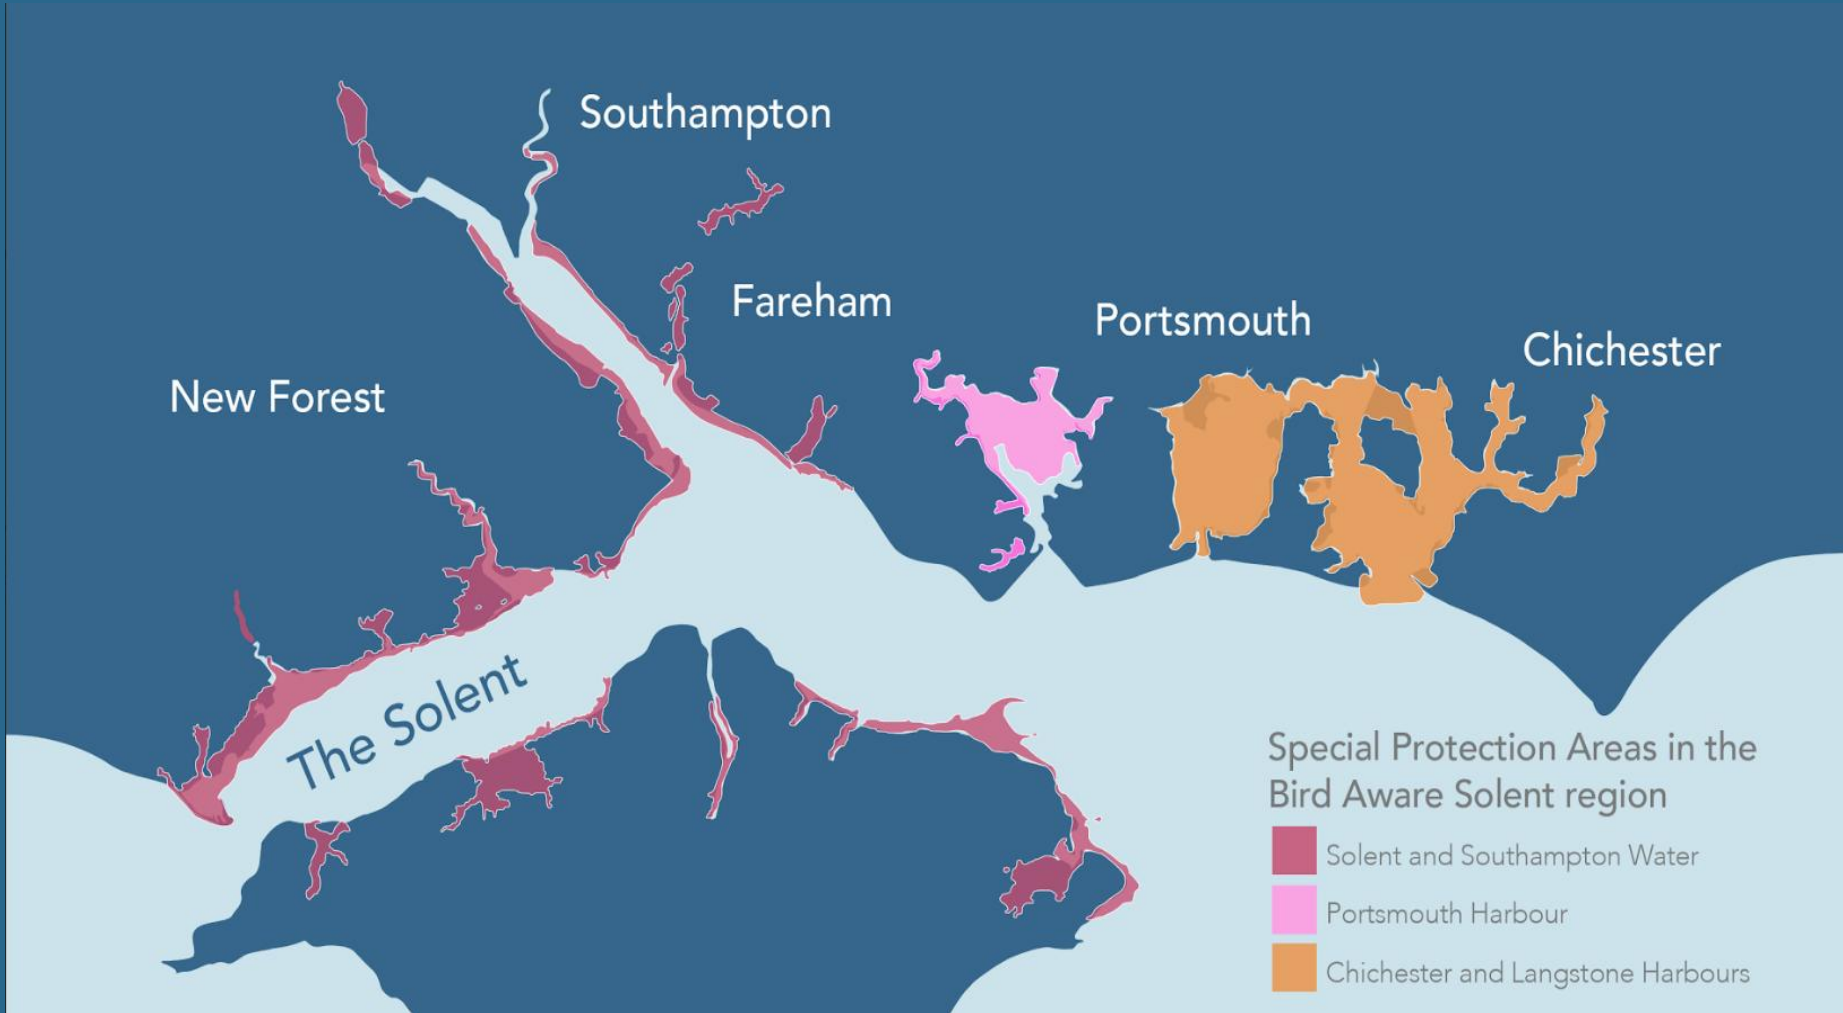 Southampton
Fareham
Portsmouth
Chichester
New Forest
The Solent
Special Protection Areas in the
Bird Aware Solent region
Solent and Southampton Water
Portsmouth Harbour
Chichester and Langstone Harbours